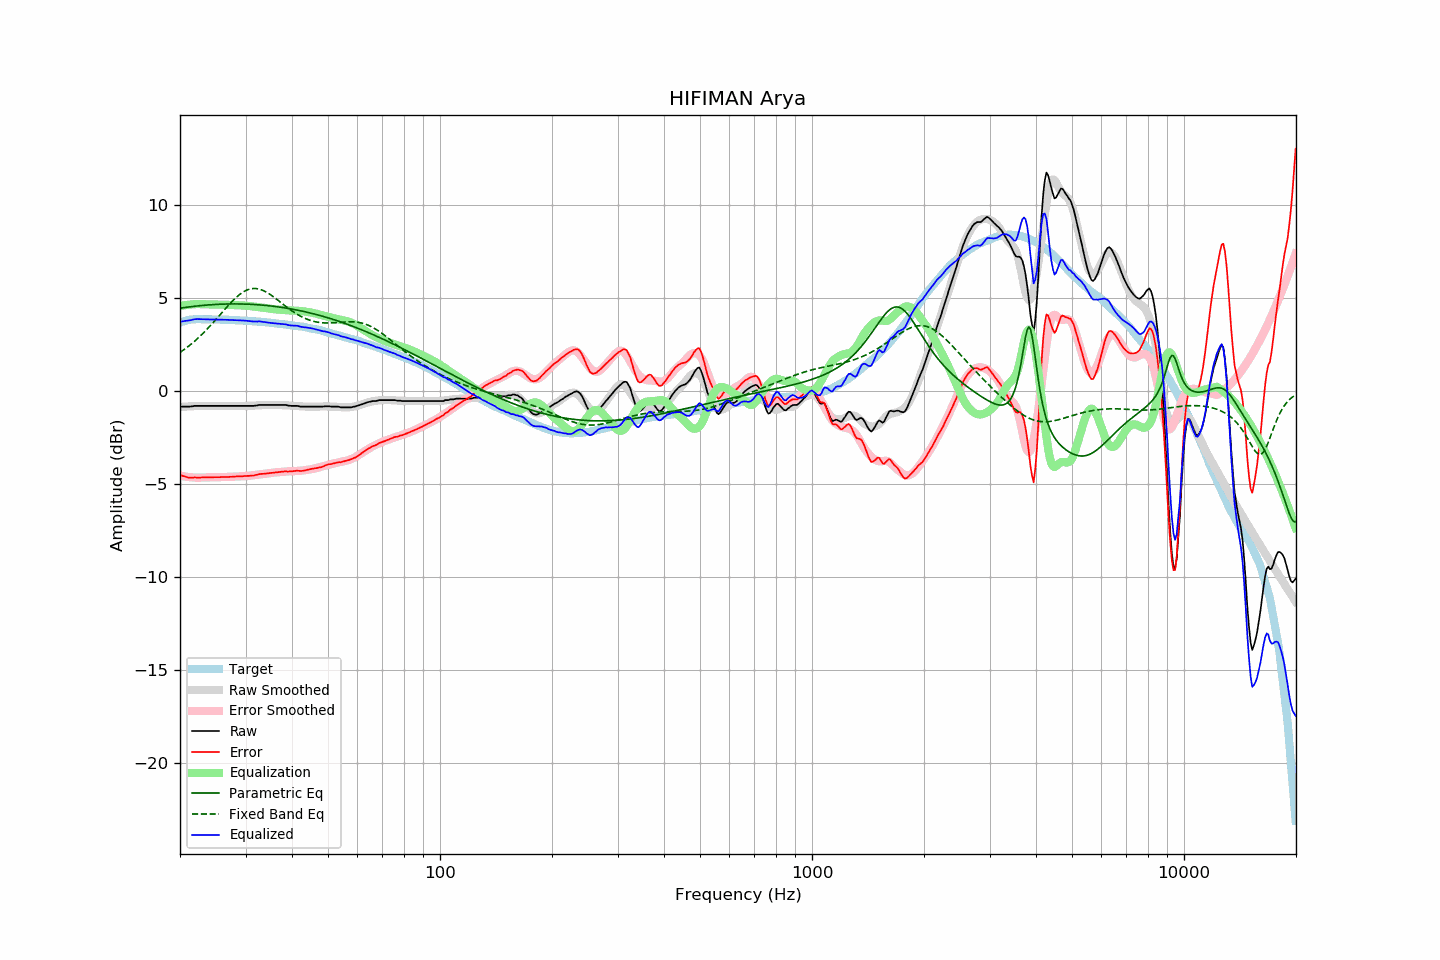 HIFIMAN Arya
Amplitude (dBr)
10
5
0
−5
−10
−15
−20
Target
Raw Smoothed
Error Smoothed
Raw
Error
Equalization
Parametric Eq
Fixed Band Eq
Equalized
100
1000
10000
Frequency (Hz)